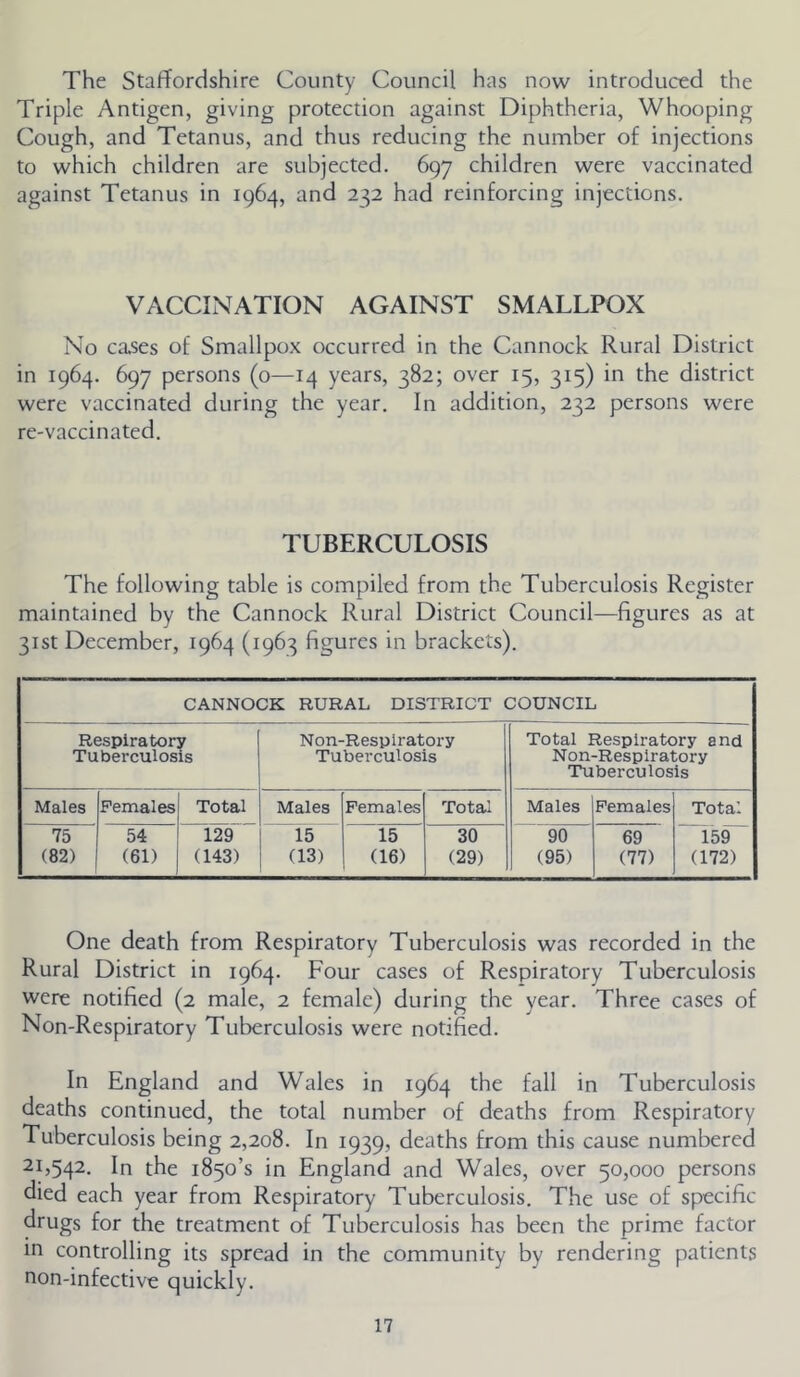 The Staffordshire County Council has now introduced the
Triple Antigen, giving protection against Diphtheria, Whooping
Cough, and Tetanus, and thus reducing the number of injections
to which children are subjected. 697 children were vaccinated
against Tetanus in 1964, and 232 had reinforcing injections.
VACCINATION AGAINST SMALLPOX
No cases of Smallpox occurred in the Cannock Rural District
in 1964. 697 persons (0—14 years, 382; over 15, 315) in the district
were vaccinated during the year. In addition, 232 persons were
re-vaccinated.
TUBERCULOSIS
The following table is compiled from the Tuberculosis Register
maintained by the Cannock Rural District Council—figures as at
31st December, 1964 (1963 figures in brackets).
CANNOCK RURAL DISTRICT COUNCIL
Respiratory Tuberculosis | Non-Respiratory Tuberculosis | Total Respiratory and Non-Respiratory Tuberculosis
Males | Females | Total | Males | Females | Total | Males | Females | Total
75 | 54 | 129 | 15 | 15 | 30 | 90 | 69 | 159
(82) | (61) | (143) | (13) | (16) | (29) | (95) | (77) | (172)
One death from Respiratory Tuberculosis was recorded in the
Rural District in 1964. Four cases of Respiratory Tuberculosis
were notified (2 male, 2 female) during the year. Three cases of
Non-Respiratory Tuberculosis were notified.
In England and Wales in 1964 the fall in Tuberculosis
deaths continued, the total number of deaths from Respiratory
Tuberculosis being 2,208. In 1939, deaths from this cause numbered
21,542. In the 1850's in England and Wales, over 50,000 persons
died each year from Respiratory Tuberculosis. The use of specific
drugs for the treatment of Tuberculosis has been the prime factor
in controlling its spread in the community by rendering patients
non-infective quickly.
17